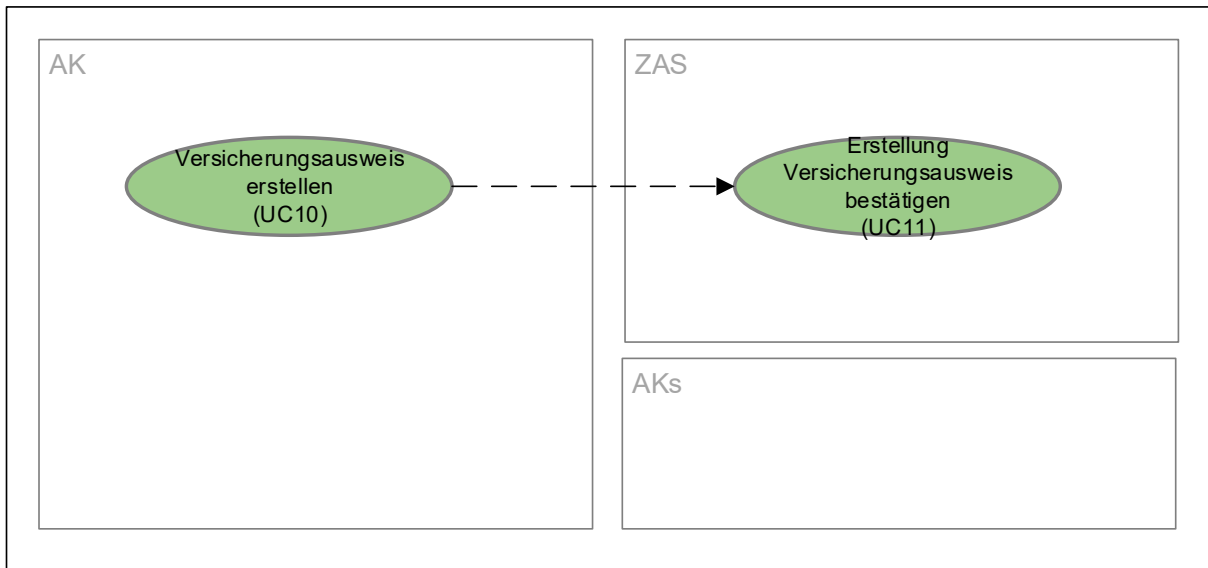 AK
Versicherungsausweis
erstellen
(UC10)
ZAS
Erstellung
Versicherungsausweis
bestätigen
(UC11)
AKs